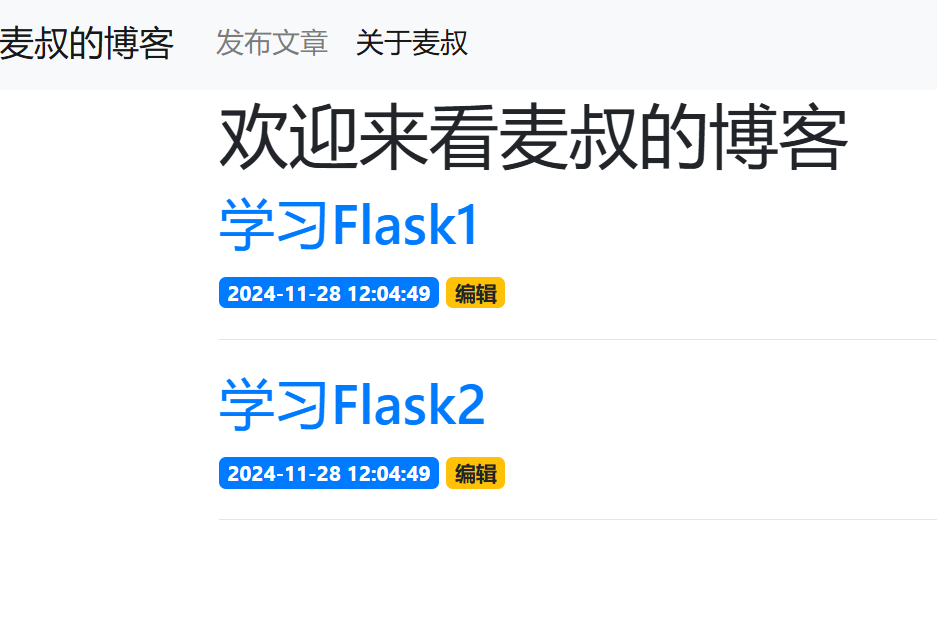 麦叔的博客 发布文章 关于麦叔
欢迎来看麦叔的博客
学习Flask1
2024-11-28 12:04:49 编辑
学习Flask2
2024-11-28 12:04:49 编辑